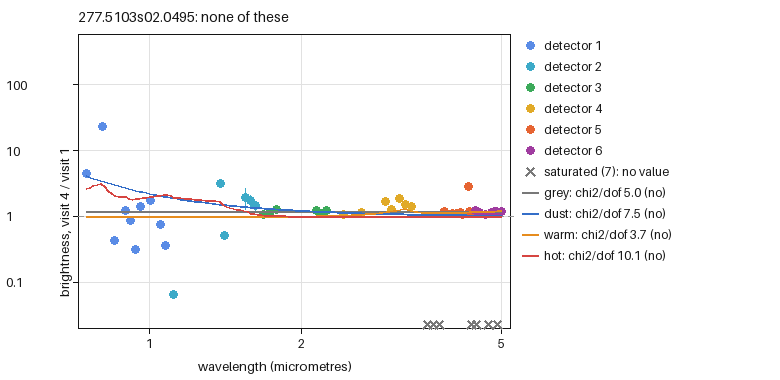 277.5103s02.0495: none of these
brightness, visit 4 / visit 1
100
10
1
0.1
1
2
5
wavelength (micrometres)
detector 1
detector 2
detector 3
detector 4
detector 5
detector 6
saturated (7): no value
grey: chi2/dof 5.0 (no)
dust: chi2/dof 7.5 (no)
warm: chi2/dof 3.7 (no)
hot: chi2/dof 10.1 (no)